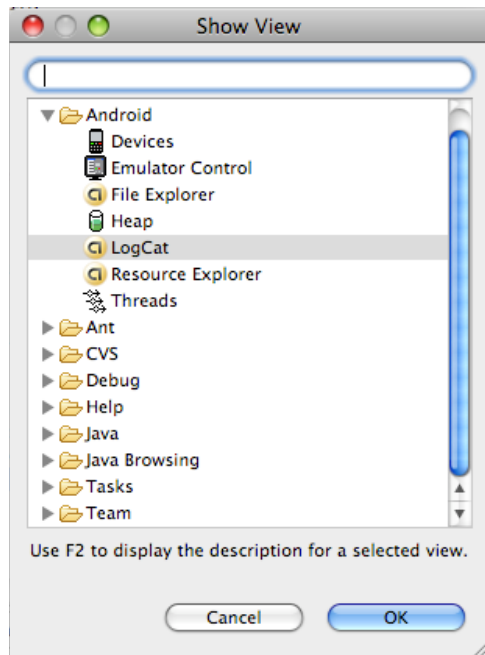 Show View
Android
Devices
Emulator Control
File Explorer
Heap
LogCat
Resource Explorer
Threads
Ant
CVS
Debug
Help
Java
Java Browsing
Tasks
Team
Use F2 to display the description for a selected view.
Cancel OK